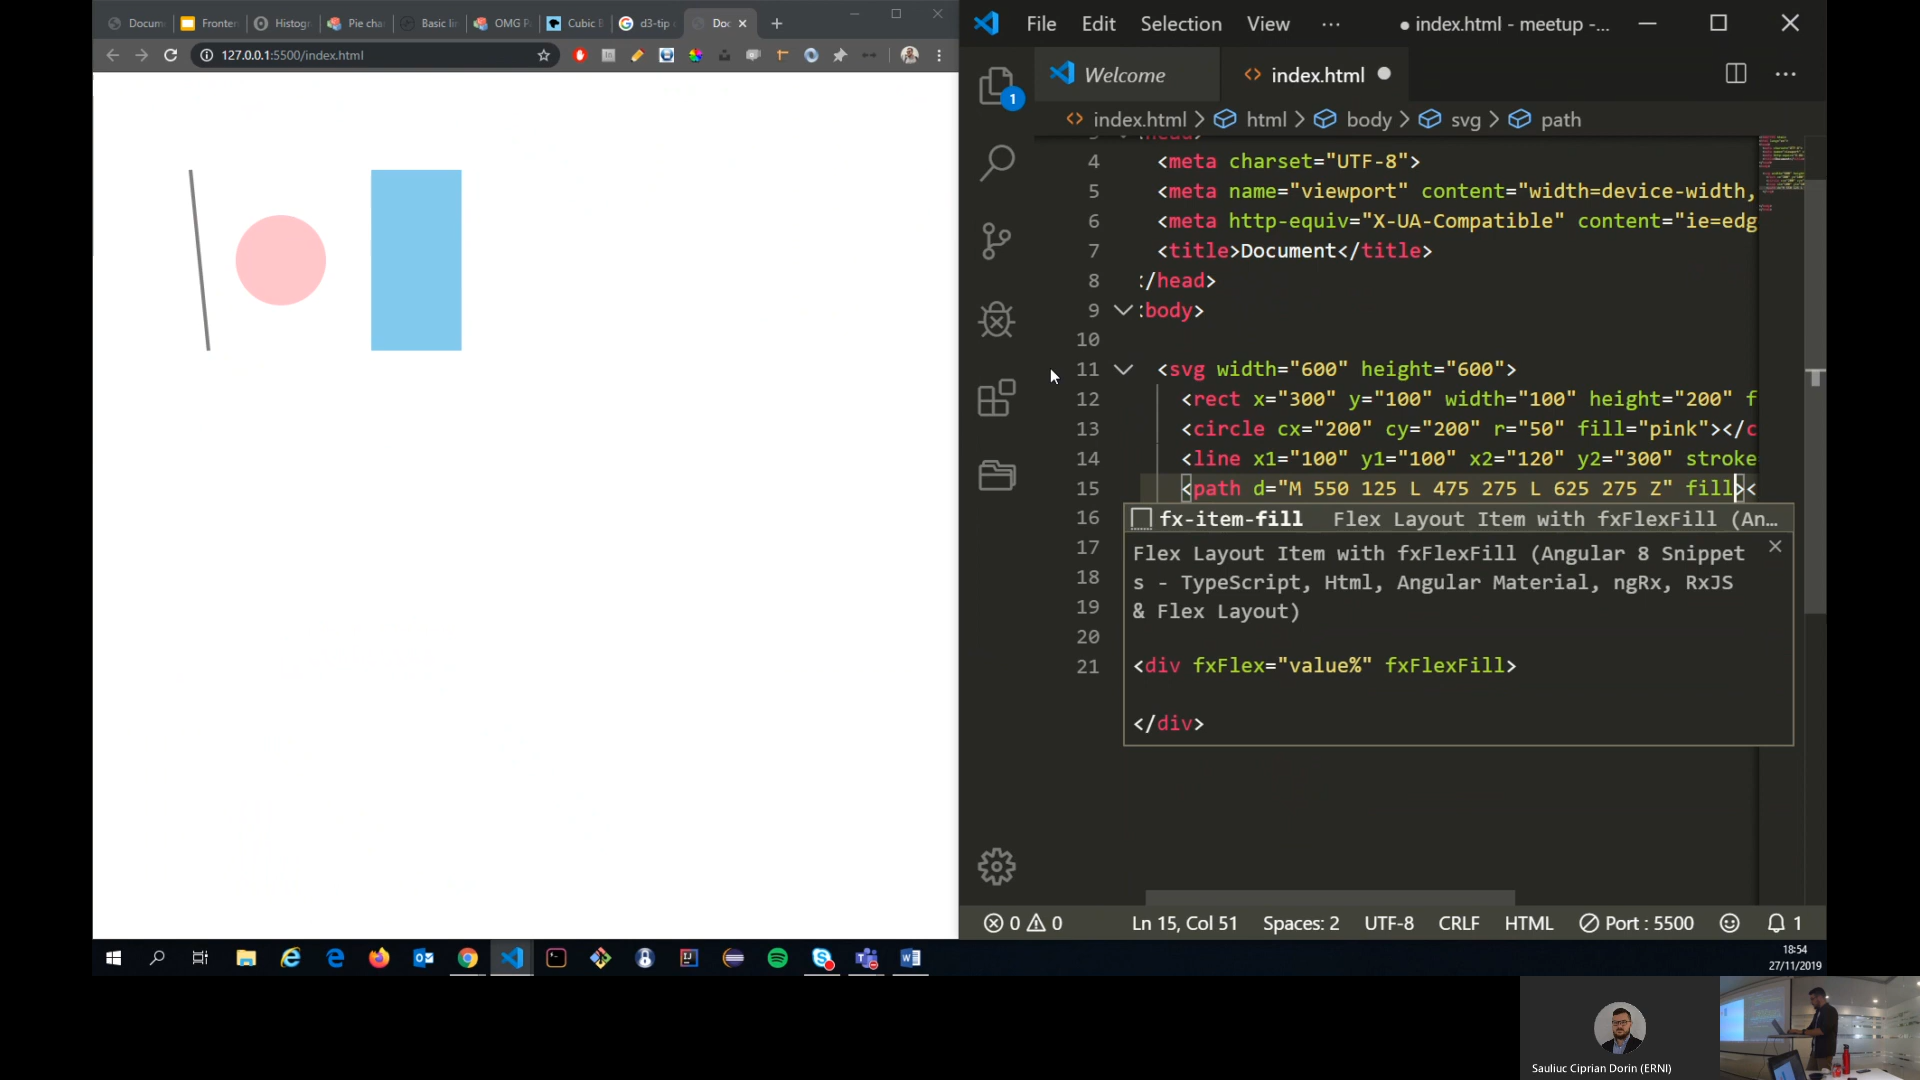 Docum
Fronten
Histogr
Pie cha
Basic li
OMG P
Cubic B
d3-tip
Doc
127.0.0.1:5500/index.html
File Edit Selection View ···
● index.html - meetup -...
Welcome
index.html
index.html > html > body > svg > path
1
4 <meta charset="UTF-8">
5 <meta name="viewport" content="width=device-width,
6 <meta http-equiv="X-UA-Compatible" content="ie=edg
7 <title>Document</title>
8 /head>
9 body>
10
11 <svg width="600" height="600">
12 <rect x="300" y="100" width="100" height="200" f
13 <circle cx="200" cy="200" r="50" fill="pink"></c
14 <line x1="100" y1="100" x2="120" y2="300" stroke
15 <path d="M 550 125 L 475 275 L 625 275 Z" fill><
16 fx-item-fill Flex Layout Item with fxFlexFill (An...
17 Flex Layout Item with fxFlexFill (Angular 8 Snippet
18 s - TypeScript, Html, Angular Material, ngRx, RxJS
19 & Flex Layout)
20
21 <div fxFlex="value%" fxFlexFill>
</div>
0 0 Ln 15, Col 51 Spaces: 2 UTF-8 CRLF HTML Port : 5500 1
18:54
27/11/2019
Sauliuc Ciprian Dorin (ERNI)